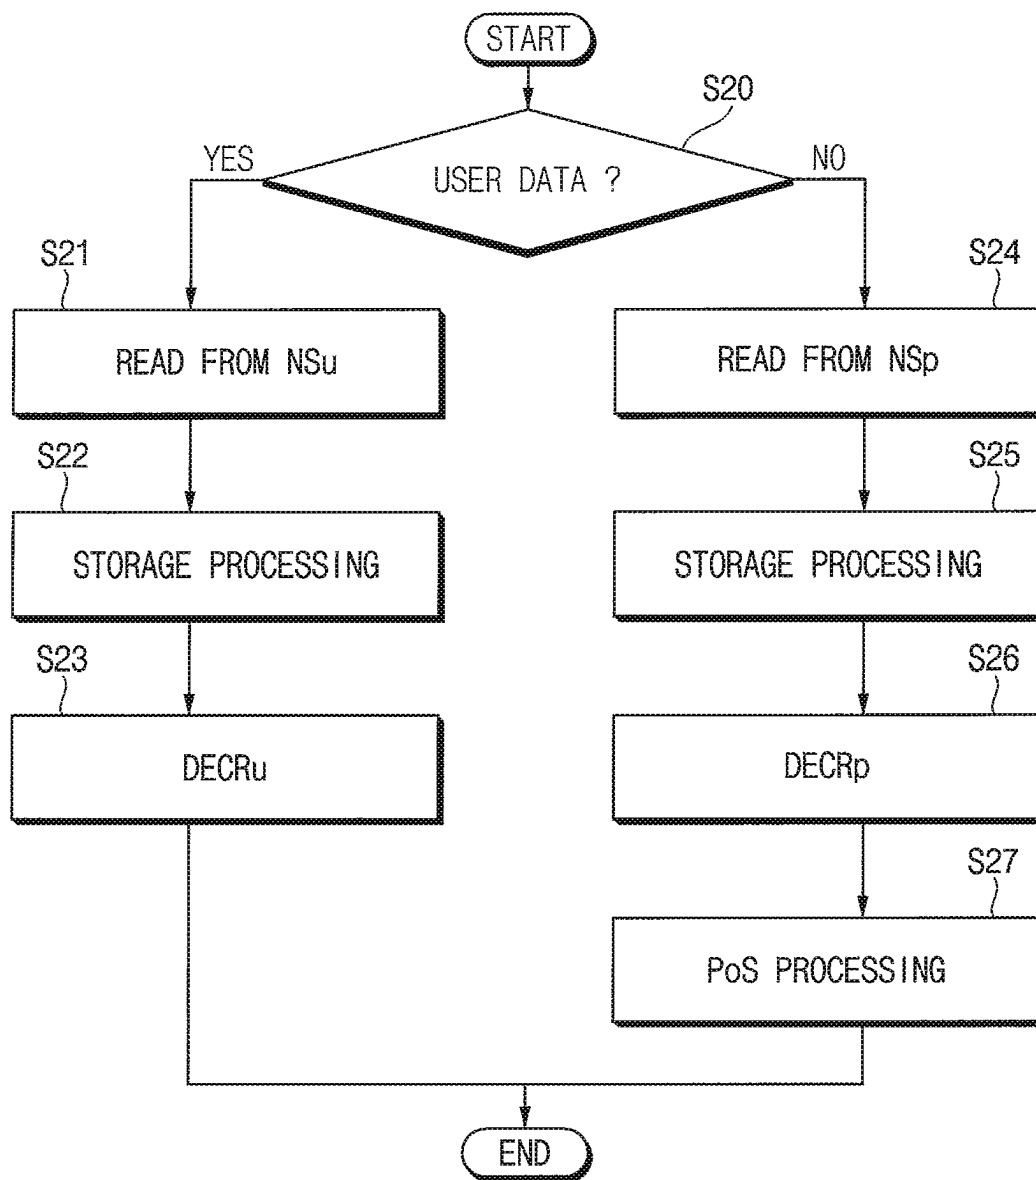 START
S20
YES
USER DATA ?
NO
S21
S24
READ FROM NSu
READ FROM NSp
S22
S25
STORAGE PROCESSING
STORAGE PROCESSING
S23
S26
DECRu
DECRp
S27
PoS PROCESSING
END